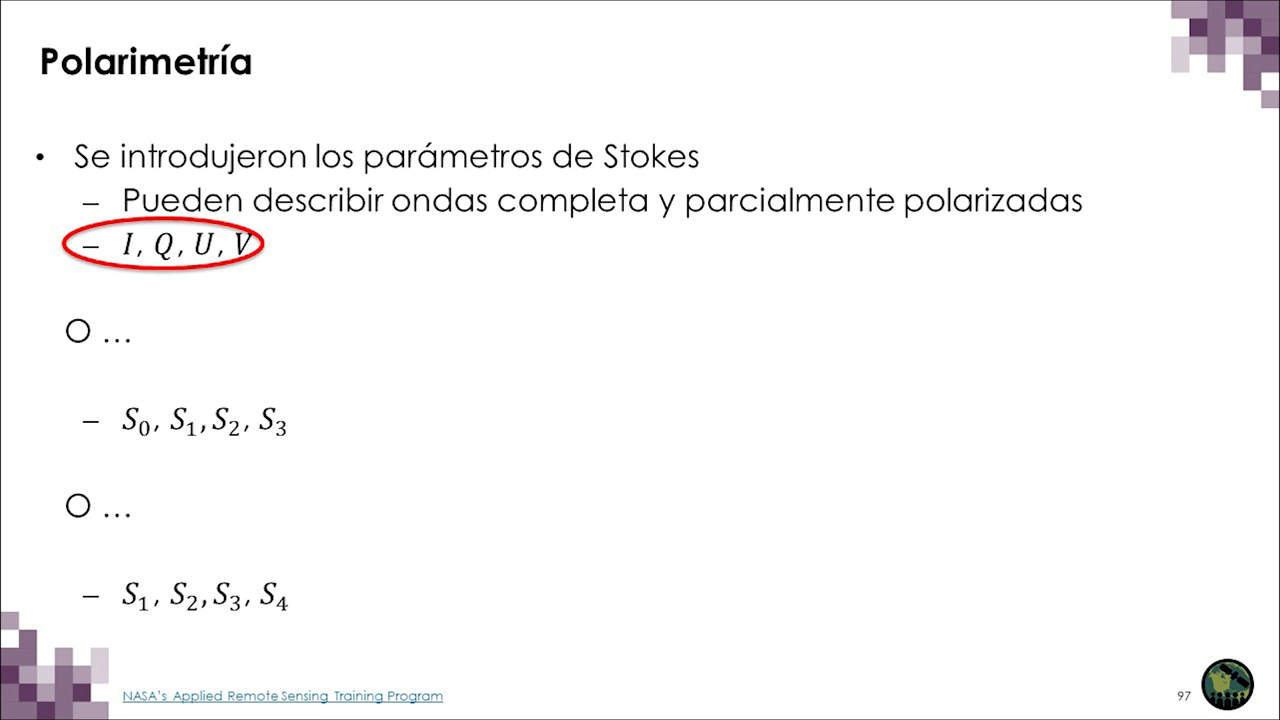 Polarimetría
• Se introdujeron los parámetros de Stokes
– Pueden describir ondas completa y parcialmente polarizadas
– I, Q, U, V
O …
– S₀, S₁, S₂, S₃
O …
– S₁, S₂, S₃, S₄
NASA's Applied Remote Sensing Training Program
97